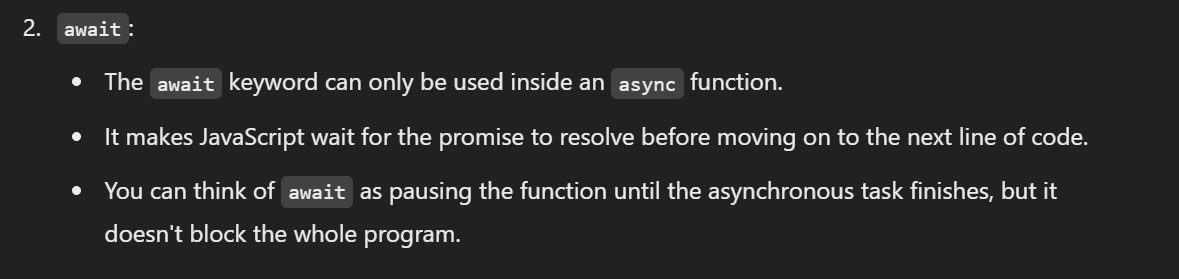 2. await:
• The await keyword can only be used inside an async function.
• It makes JavaScript wait for the promise to resolve before moving on to the next line of code.
• You can think of await as pausing the function until the asynchronous task finishes, but it
doesn't block the whole program.